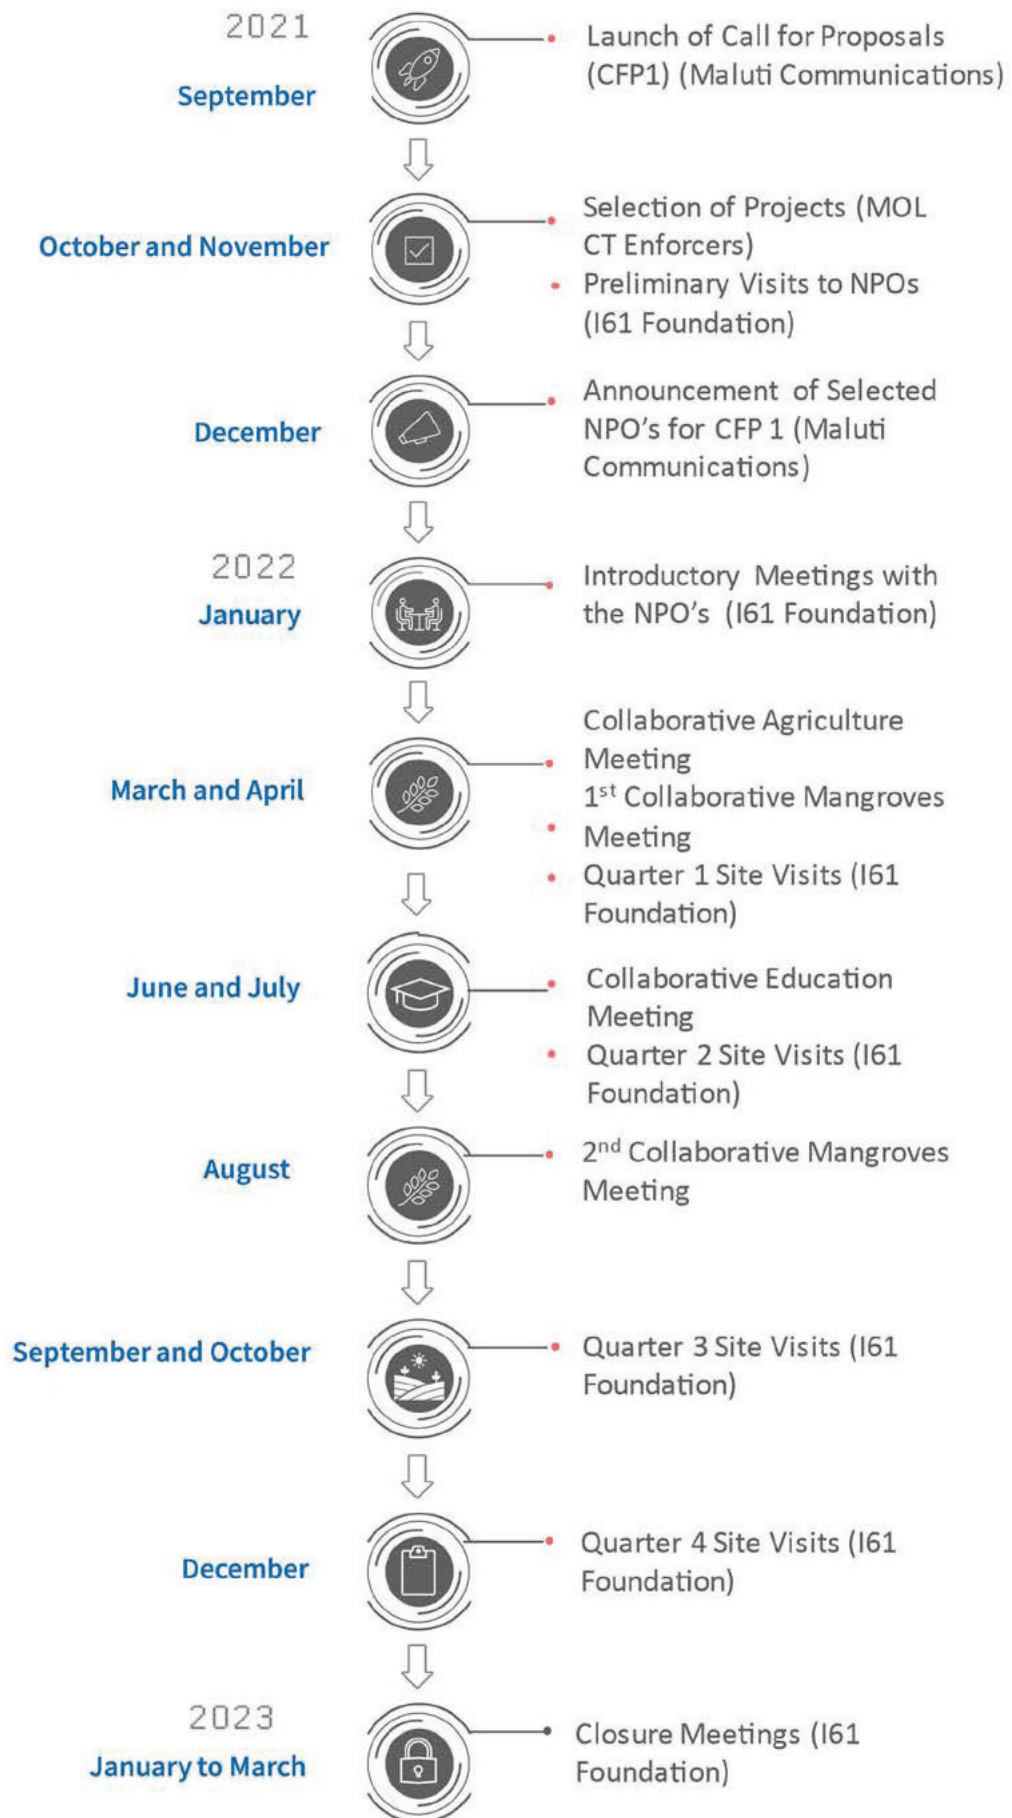 2021
September
Launch of Call for Proposals
(CFP1) (Maluti Communications)
October and November
Selection of Projects (MOL
CT Enforcers)
Preliminary Visits to NPOs
(I61 Foundation)
December
Announcement of Selected
NPO's for CFP 1 (Maluti
Communications)
2022
January
Introductory Meetings with
the NPO's (I61 Foundation)
March and April
Collaborative Agriculture
Meeting
1st Collaborative Mangroves
Meeting
Quarter 1 Site Visits (I61
Foundation)
June and July
Collaborative Education
Meeting
Quarter 2 Site Visits (I61
Foundation)
August
2nd Collaborative Mangroves
Meeting
September and October
Quarter 3 Site Visits (I61
Foundation)
December
Quarter 4 Site Visits (I61
Foundation)
2023
January to March
Closure Meetings (I61
Foundation)